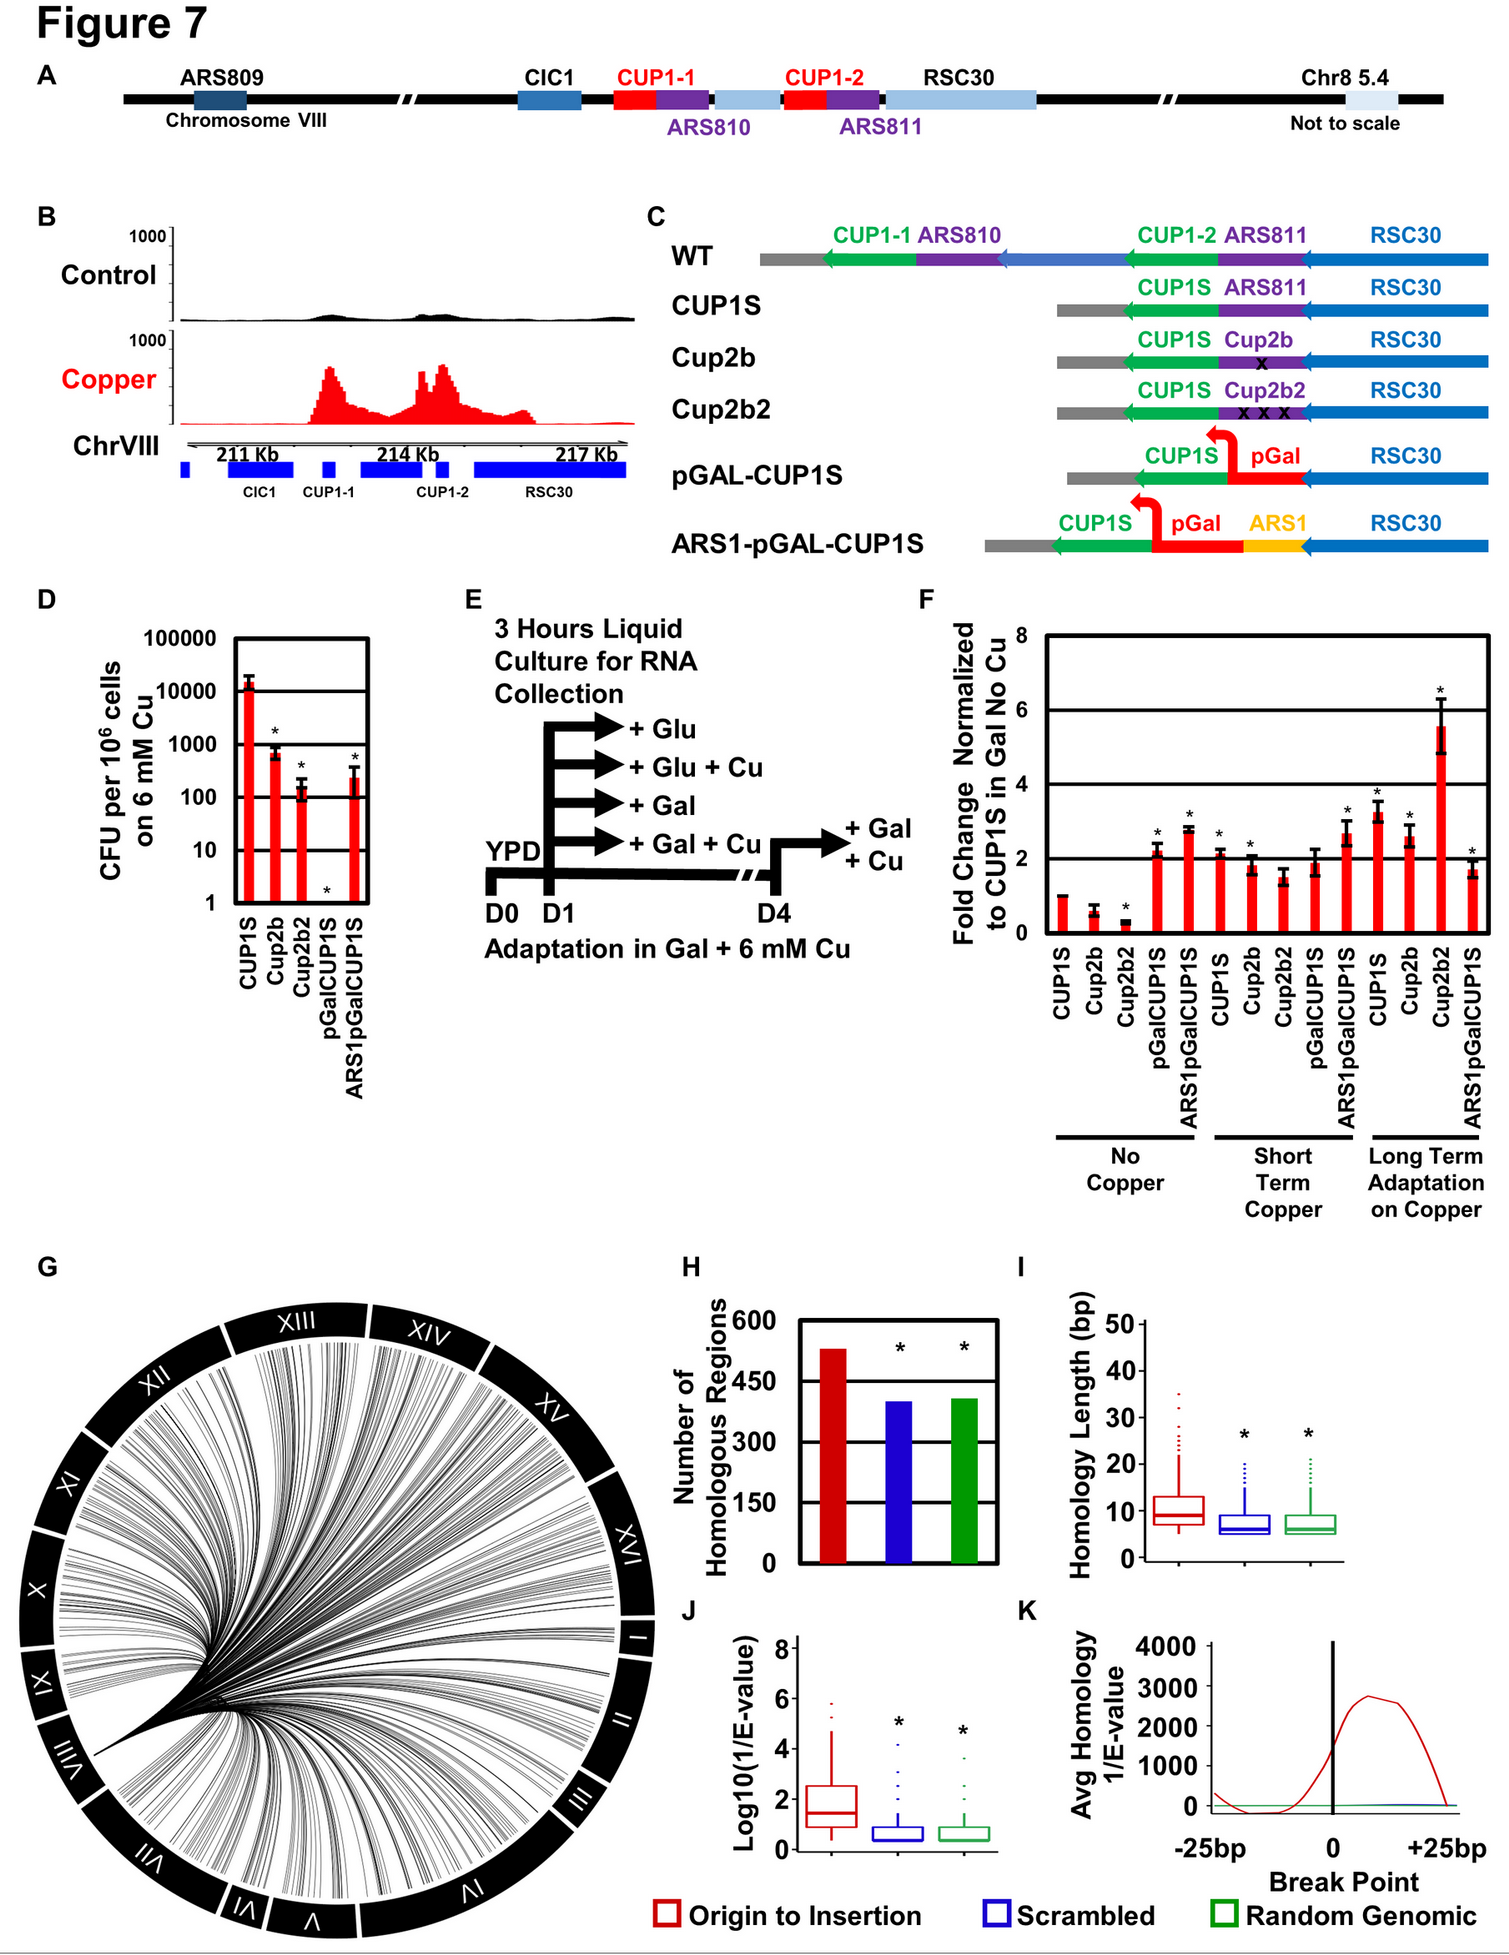 Figure 7
A
ARS809
CIC1
CUP1-1
CUP1-2
RSC30
Chr8 5.4
Chromosome VIII
ARS810
ARS811
Not to scale
B
1000
Control
1000
Copper
ChrVIII
211 Kb
214 Kb
217 Kb
CIC1
CUP1-1
CUP1-2
RSC30
C
WT
CUP1-1
ARS810
CUP1-2
ARS811
RSC30
CUP1S
CUP1S
ARS811
RSC30
Cup2b
CUP1S
Cup2b
RSC30
x
Cup2b2
CUP1S
Cup2b2
RSC30
x x x
pGAL-CUP1S
CUP1S
pGal
RSC30
ARS1-pGAL-CUP1S
CUP1S
pGal
ARS1
RSC30
D
CFU per 10⁶ cells
on 6 mM Cu
100000
10000
1000
100
10
1
* * * *
CUP1S
Cup2b
Cup2b2
pGalCUP1S
ARS1pGalCUP1S
E
3 Hours Liquid
Culture for RNA
Collection
+ Glu
+ Glu + Cu
+ Gal
+ Gal + Cu
+ Gal
+ Cu
YPD
D0
D1
D4
Adaptation in Gal + 6 mM Cu
F
Fold Change Normalized
to CUP1S in Gal No Cu
8
6
4
2
0
* * * * * * * * * *
CUP1S
Cup2b
Cup2b2
pGalCUP1S
ARS1pGalCUP1S
CUP1S
Cup2b
Cup2b2
pGalCUP1S
ARS1pGalCUP1S
CUP1S
Cup2b
Cup2b2
ARS1pGalCUP1S
No
Copper
Short
Term
Copper
Long Term
Adaptation
on Copper
G
XIII
XIV
XV
XVI
I
II
III
IV
V
VI
VII
VIII
XI
X
XI
XII
H
Number of
Homologous Regions
600
450
300
150
0
* *
I
Homology Length (bp)
50
40
30
20
10
0
* *
J
Log10(1/E-value)
8
6
4
2
0
* *
K
Avg Homology
1/E-value
4000
3000
2000
1000
0
-25bp
0
+25bp
Break Point
Origin to Insertion
Scrambled
Random Genomic